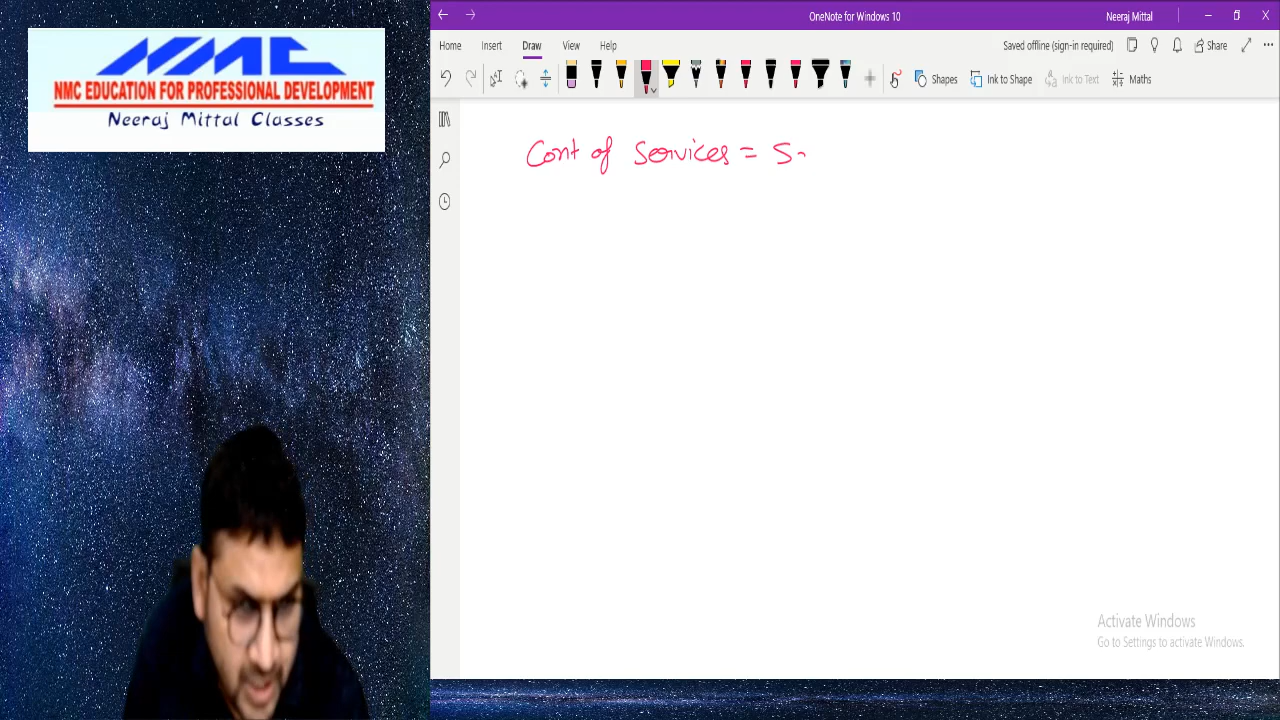 OneNote for Windows 10
Neeraj Mittal
NMC
NMC EDUCATION FOR PROFESSIONAL DEVELOPMENT
Neeraj Mittal Classes
Home Insert Draw View Help
Saved offline (sign-in required)
Share
Shapes Ink to Shape Ink to Text Maths
Cost of Services = S
Activate Windows
Go to Settings to activate Windows.